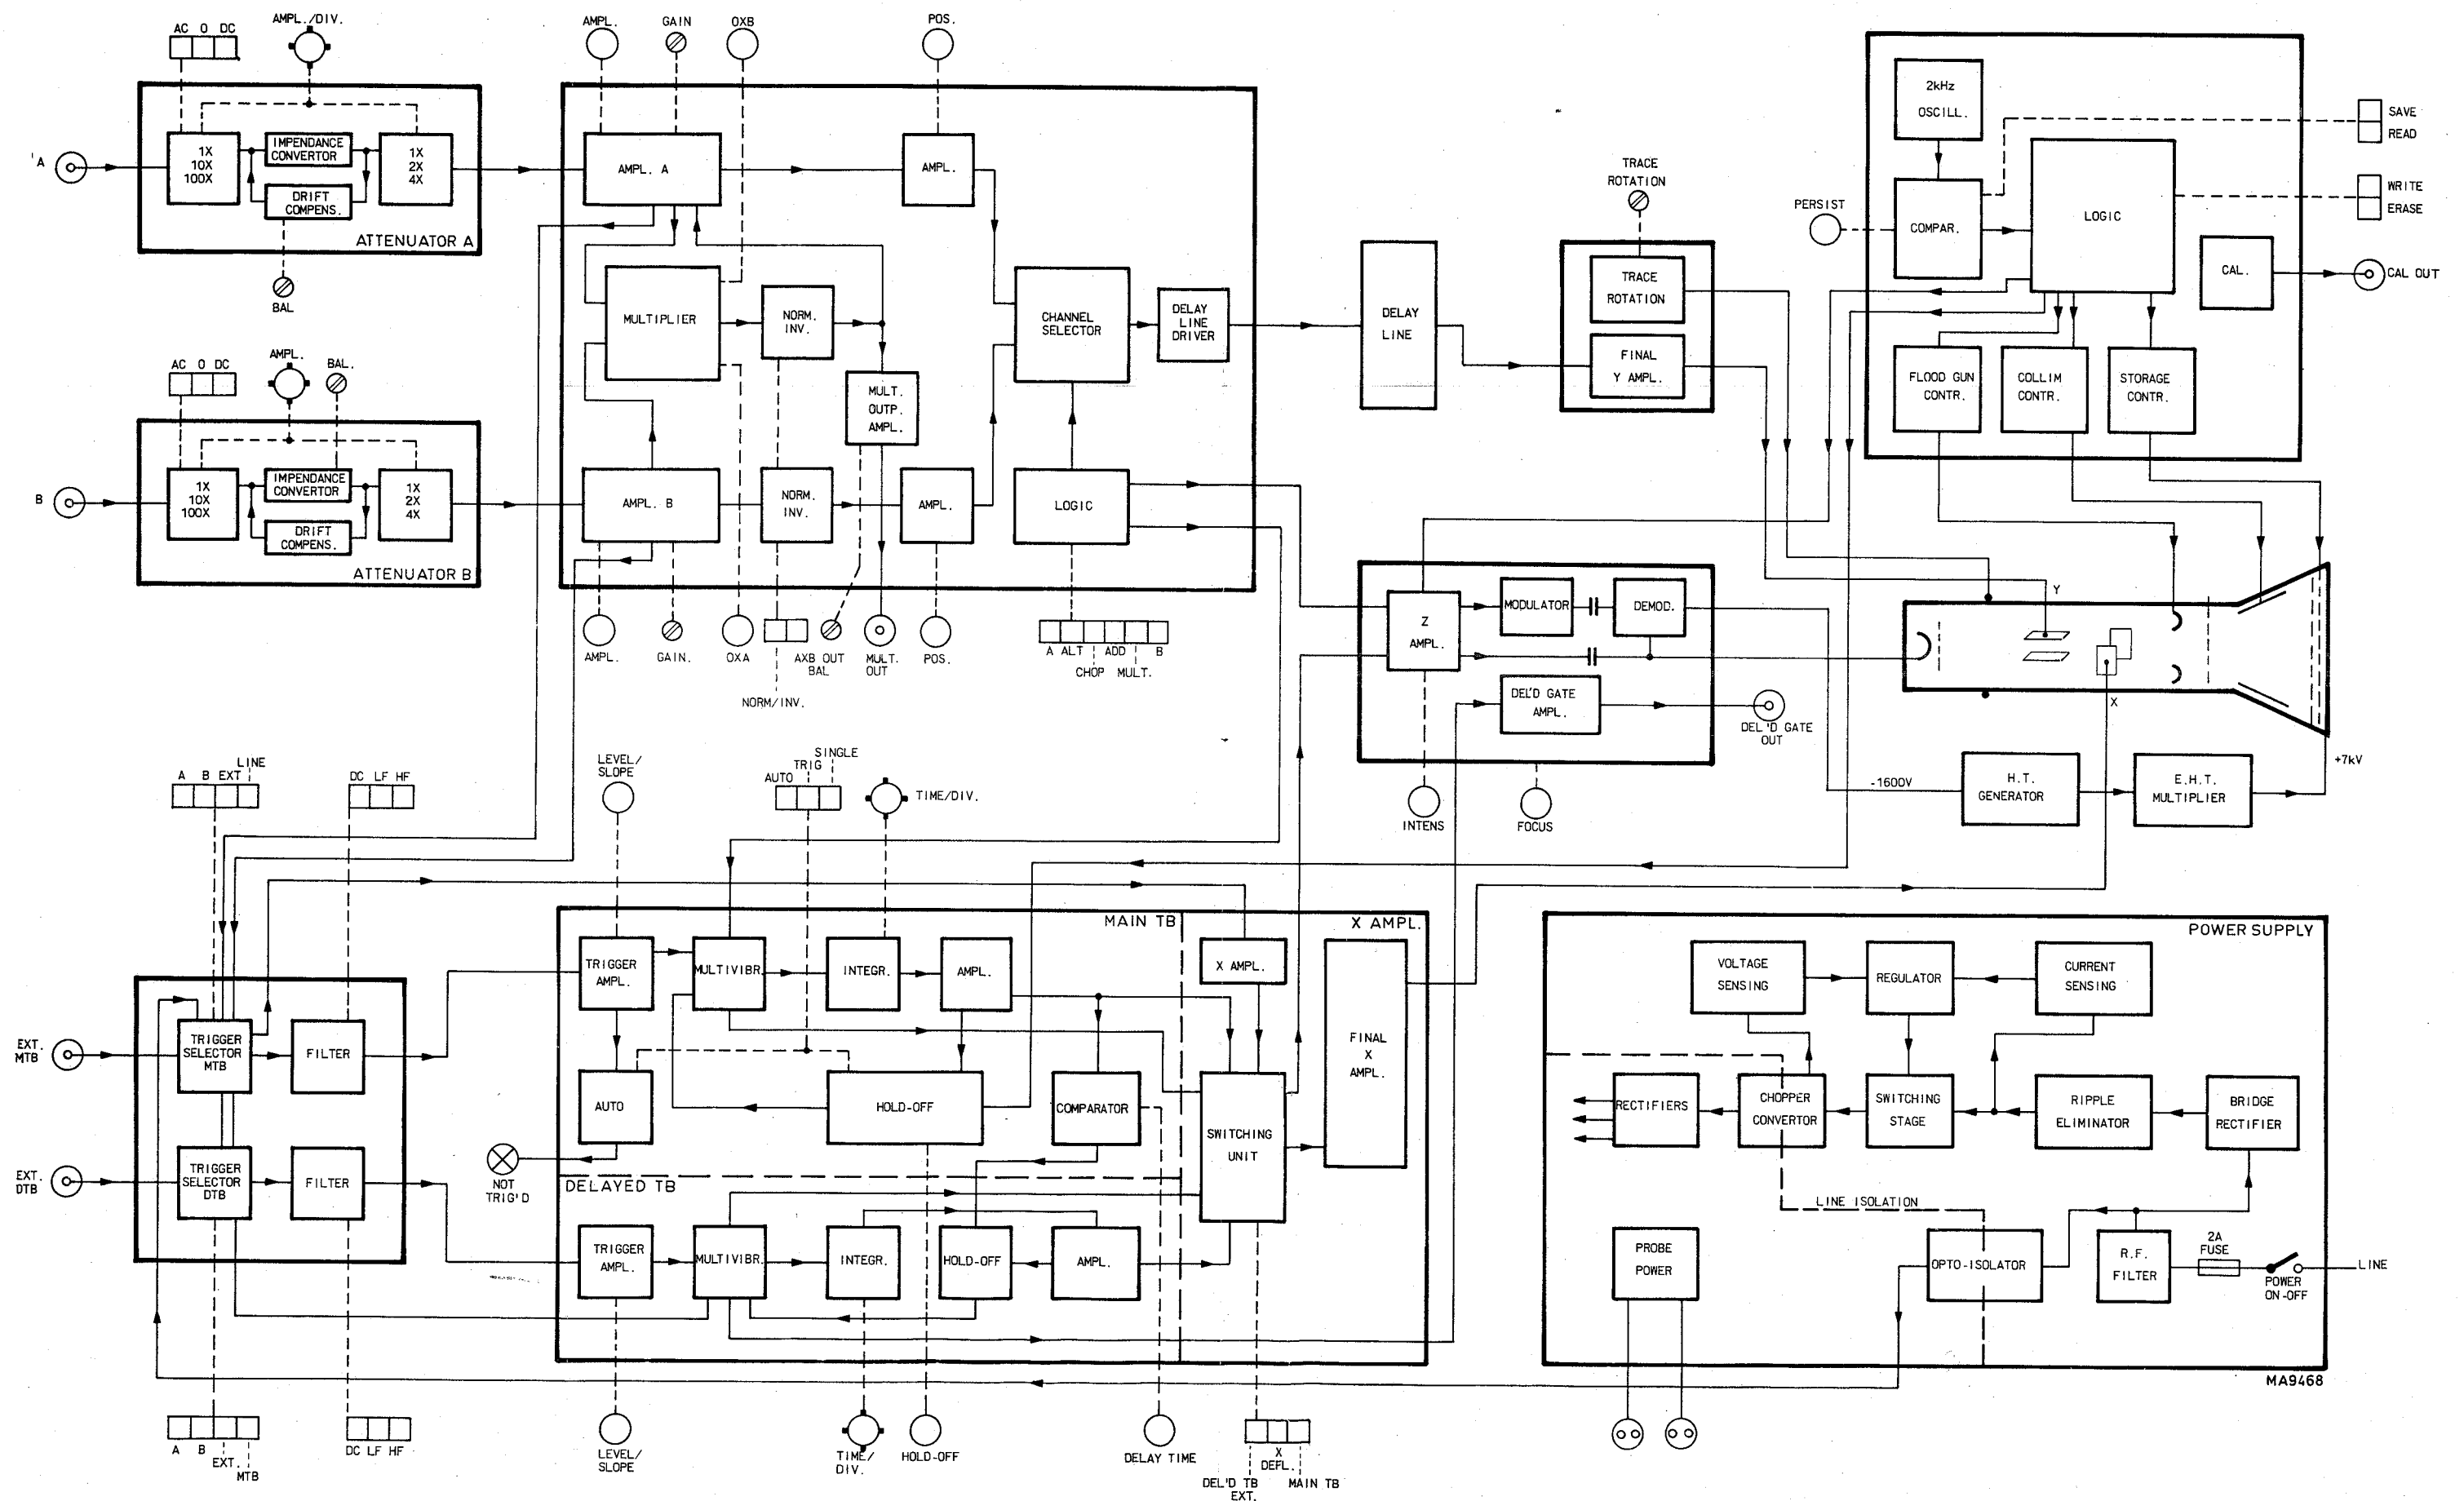 AC O DC
AMPL./DIV.
'A
1X
10X
100X
IMPENDANCE
CONVERTOR
DRIFT
COMPENS.
1X
2X
4X
ATTENUATOR A
BAL
AC O DC
AMPL.
BAL.
B
1X
10X
100X
IMPENDANCE
CONVERTOR
DRIFT
COMPENS.
1X
2X
4X
ATTENUATOR B
AMPL.
GAIN
OXB
POS.
AMPL. A
AMPL.
MULTIPLIER
NORM.
INV.
MULT.
OUTP.
AMPL.
CHANNEL
SELECTOR
DELAY
LINE
DRIVER
AMPL. B
NORM.
INV.
AMPL.
LOGIC
AMPL.
GAIN.
OXA
NORM/INV.
AXB OUT
BAL
MULT.
OUT
POS.
A ALT ADD B
CHOP MULT.
DELAY
LINE
TRACE
ROTATION
TRACE
ROTATION
FINAL
Y AMPL.
2kHz
OSCILL.
PERSIST
COMPAR.
LOGIC
CAL.
FLOOD GUN
CONTR.
COLLIM
CONTR.
STORAGE
CONTR.
SAVE
READ
WRITE
ERASE
CAL OUT
Z
AMPL.
MODULATOR
DEMOD.
DEL'D GATE
AMPL.
DEL'D GATE
OUT
INTENS
FOCUS
Y
X
-1600V
H.T.
GENERATOR
E.H.T.
MULTIPLIER
+7kV
A B EXT
LINE
DC LF HF
EXT.
MTB
TRIGGER
SELECTOR
MTB
FILTER
EXT.
DTB
TRIGGER
SELECTOR
DTB
FILTER
A B
EXT.
MTB
DC LF HF
LEVEL/
SLOPE
AUTO
TRIG
SINGLE
TIME/DIV.
MAIN TB
X AMPL.
TRIGGER
AMPL.
MULTIVIBR.
INTEGR.
AMPL.
X AMPL.
FINAL
X
AMPL.
AUTO
HOLD-OFF
COMPARATOR
SWITCHING
UNIT
NOT
TRIG'D
DELAYED TB
TRIGGER
AMPL.
MULTIVIBR.
INTEGR.
HOLD-OFF
AMPL.
LEVEL/
SLOPE
TIME/
DIV.
HOLD-OFF
DELAY TIME
DEL'D TB
EXT.
X
DEFL.
MAIN TB
POWER SUPPLY
VOLTAGE
SENSING
REGULATOR
CURRENT
SENSING
RECTIFIERS
CHOPPER
CONVERTOR
SWITCHING
STAGE
RIPPLE
ELIMINATOR
BRIDGE
RECTIFIER
LINE ISOLATION
PROBE
POWER
OPTO-ISOLATOR
R.F.
FILTER
2A
FUSE
POWER
ON-OFF
LINE
MA9468